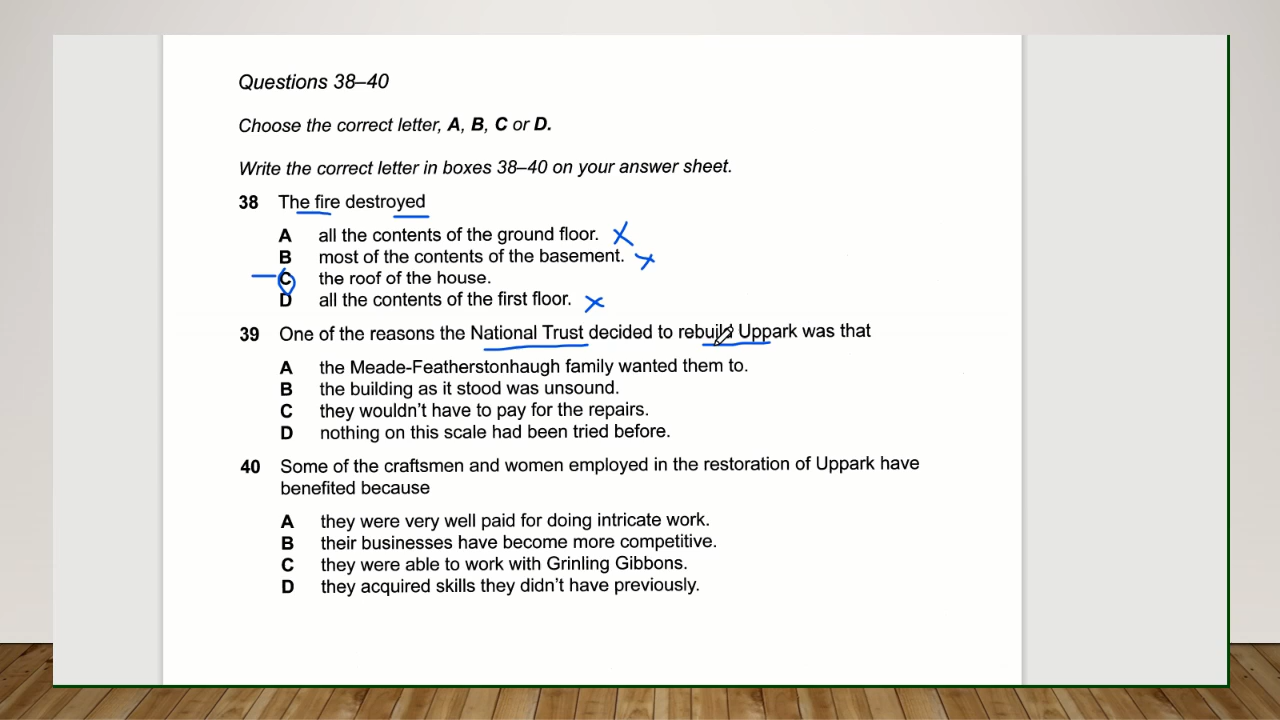 Questions 38–40
Choose the correct letter, A, B, C or D.
Write the correct letter in boxes 38–40 on your answer sheet.
38 The fire destroyed
A all the contents of the ground floor.
B most of the contents of the basement.
C the roof of the house.
D all the contents of the first floor.
39 One of the reasons the National Trust decided to rebuild Uppark was that
A the Meade-Featherstonhaugh family wanted them to.
B the building as it stood was unsound.
C they wouldn't have to pay for the repairs.
D nothing on this scale had been tried before.
40 Some of the craftsmen and women employed in the restoration of Uppark have
benefited because
A they were very well paid for doing intricate work.
B their businesses have become more competitive.
C they were able to work with Grinling Gibbons.
D they acquired skills they didn't have previously.